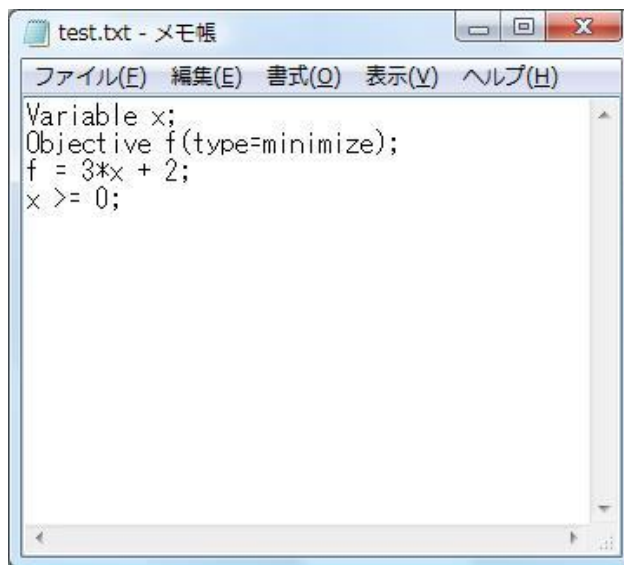 test.txt - メモ帳
ファイル(F) 編集(E) 書式(O) 表示(V) ヘルプ(H)
Variable x;
Objective f(type=minimize);
f = 3*x + 2;
x >= 0;